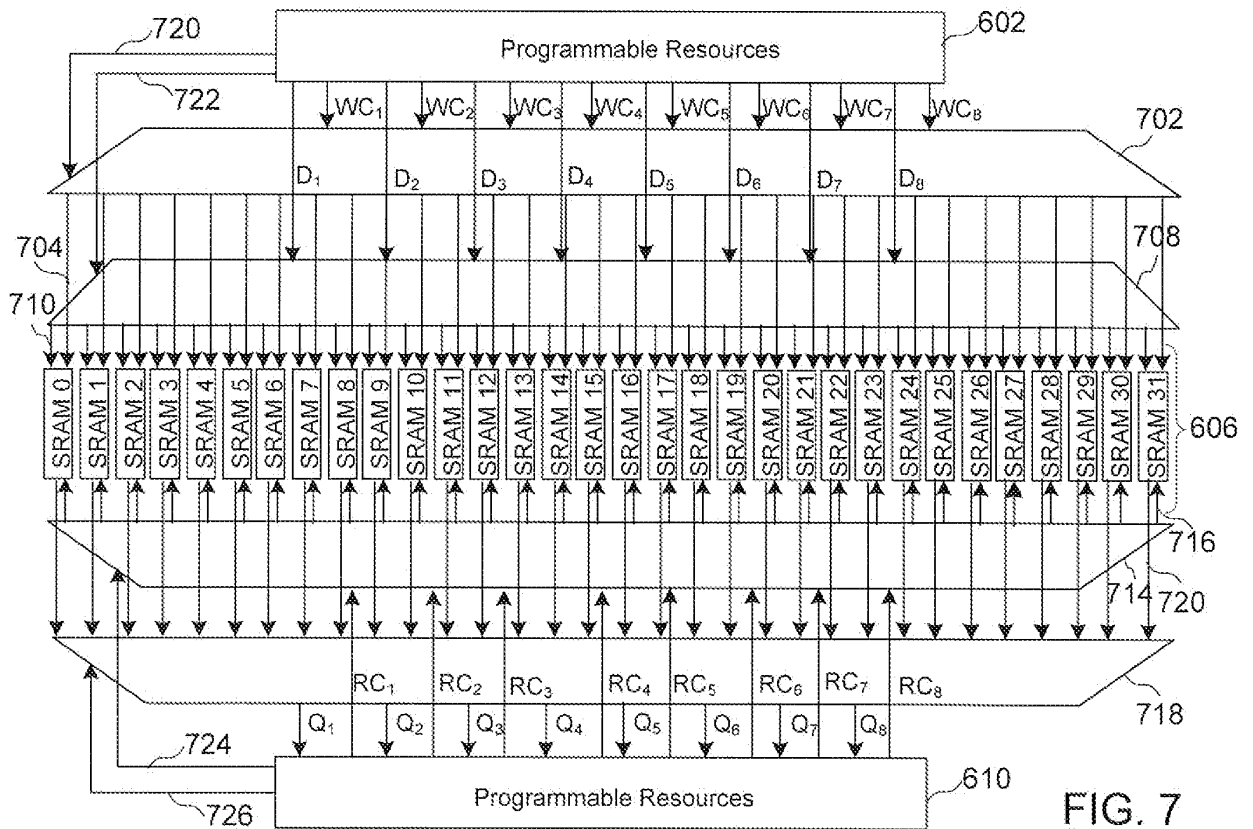 720
602
Programmable Resources
722
WC1 WC2 WC3 WC4 WC5 WC6 WC7 WC8
702
D1 D2 D3 D4 D5 D6 D7 D8
704
708
710
SRAM 0
SRAM 1
SRAM 2
SRAM 3
SRAM 4
SRAM 5
SRAM 6
SRAM 7
SRAM 8
SRAM 9
SRAM 10
SRAM 11
SRAM 12
SRAM 13
SRAM 14
SRAM 15
SRAM 16
SRAM 17
SRAM 18
SRAM 19
SRAM 20
SRAM 21
SRAM 22
SRAM 23
SRAM 24
SRAM 25
SRAM 26
SRAM 27
SRAM 28
SRAM 29
SRAM 30
SRAM 31
606
716
714
720
RC1 RC2 RC3 RC4 RC5 RC6 RC7 RC8
718
Q1 Q2 Q3 Q4 Q5 Q6 Q7 Q8
724
610
Programmable Resources
726
FIG. 7